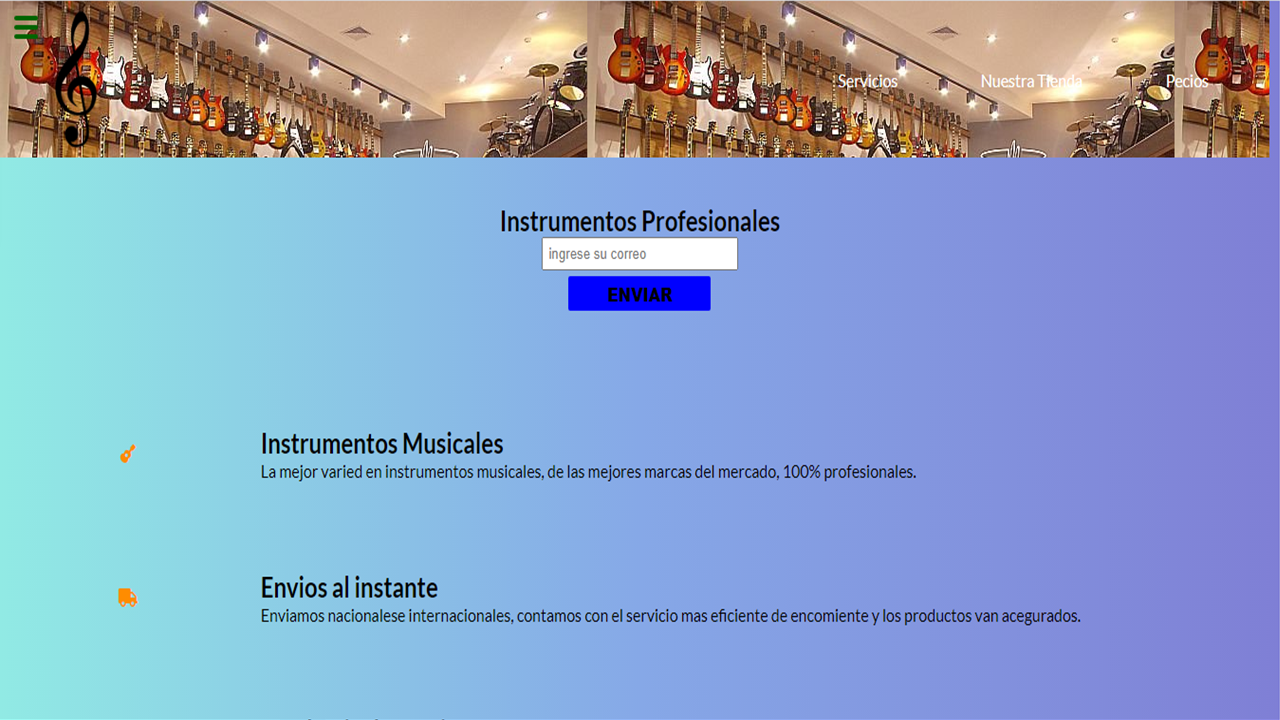 Servicios
Nuestra Tienda
Pecios
Instrumentos Profesionales
ingrese su correo
ENVIAR
Instrumentos Musicales
La mejor varied en instrumentos musicales, de las mejores marcas del mercado, 100% profesionales.
Envios al instante
Enviamos nacionalese internacionales, contamos con el servicio mas eficiente de encomiente y los productos van acegurados.